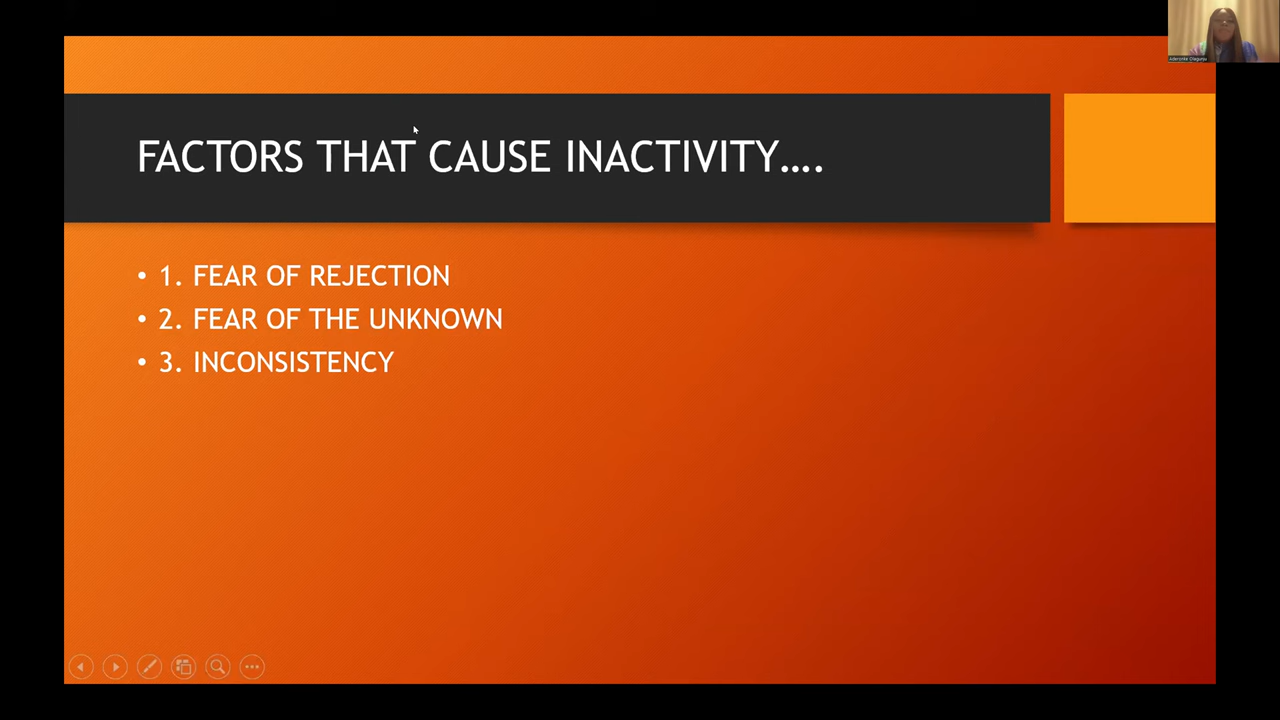 FACTORS THAT CAUSE INACTIVITY....
• 1. FEAR OF REJECTION
• 2. FEAR OF THE UNKNOWN
• 3. INCONSISTENCY